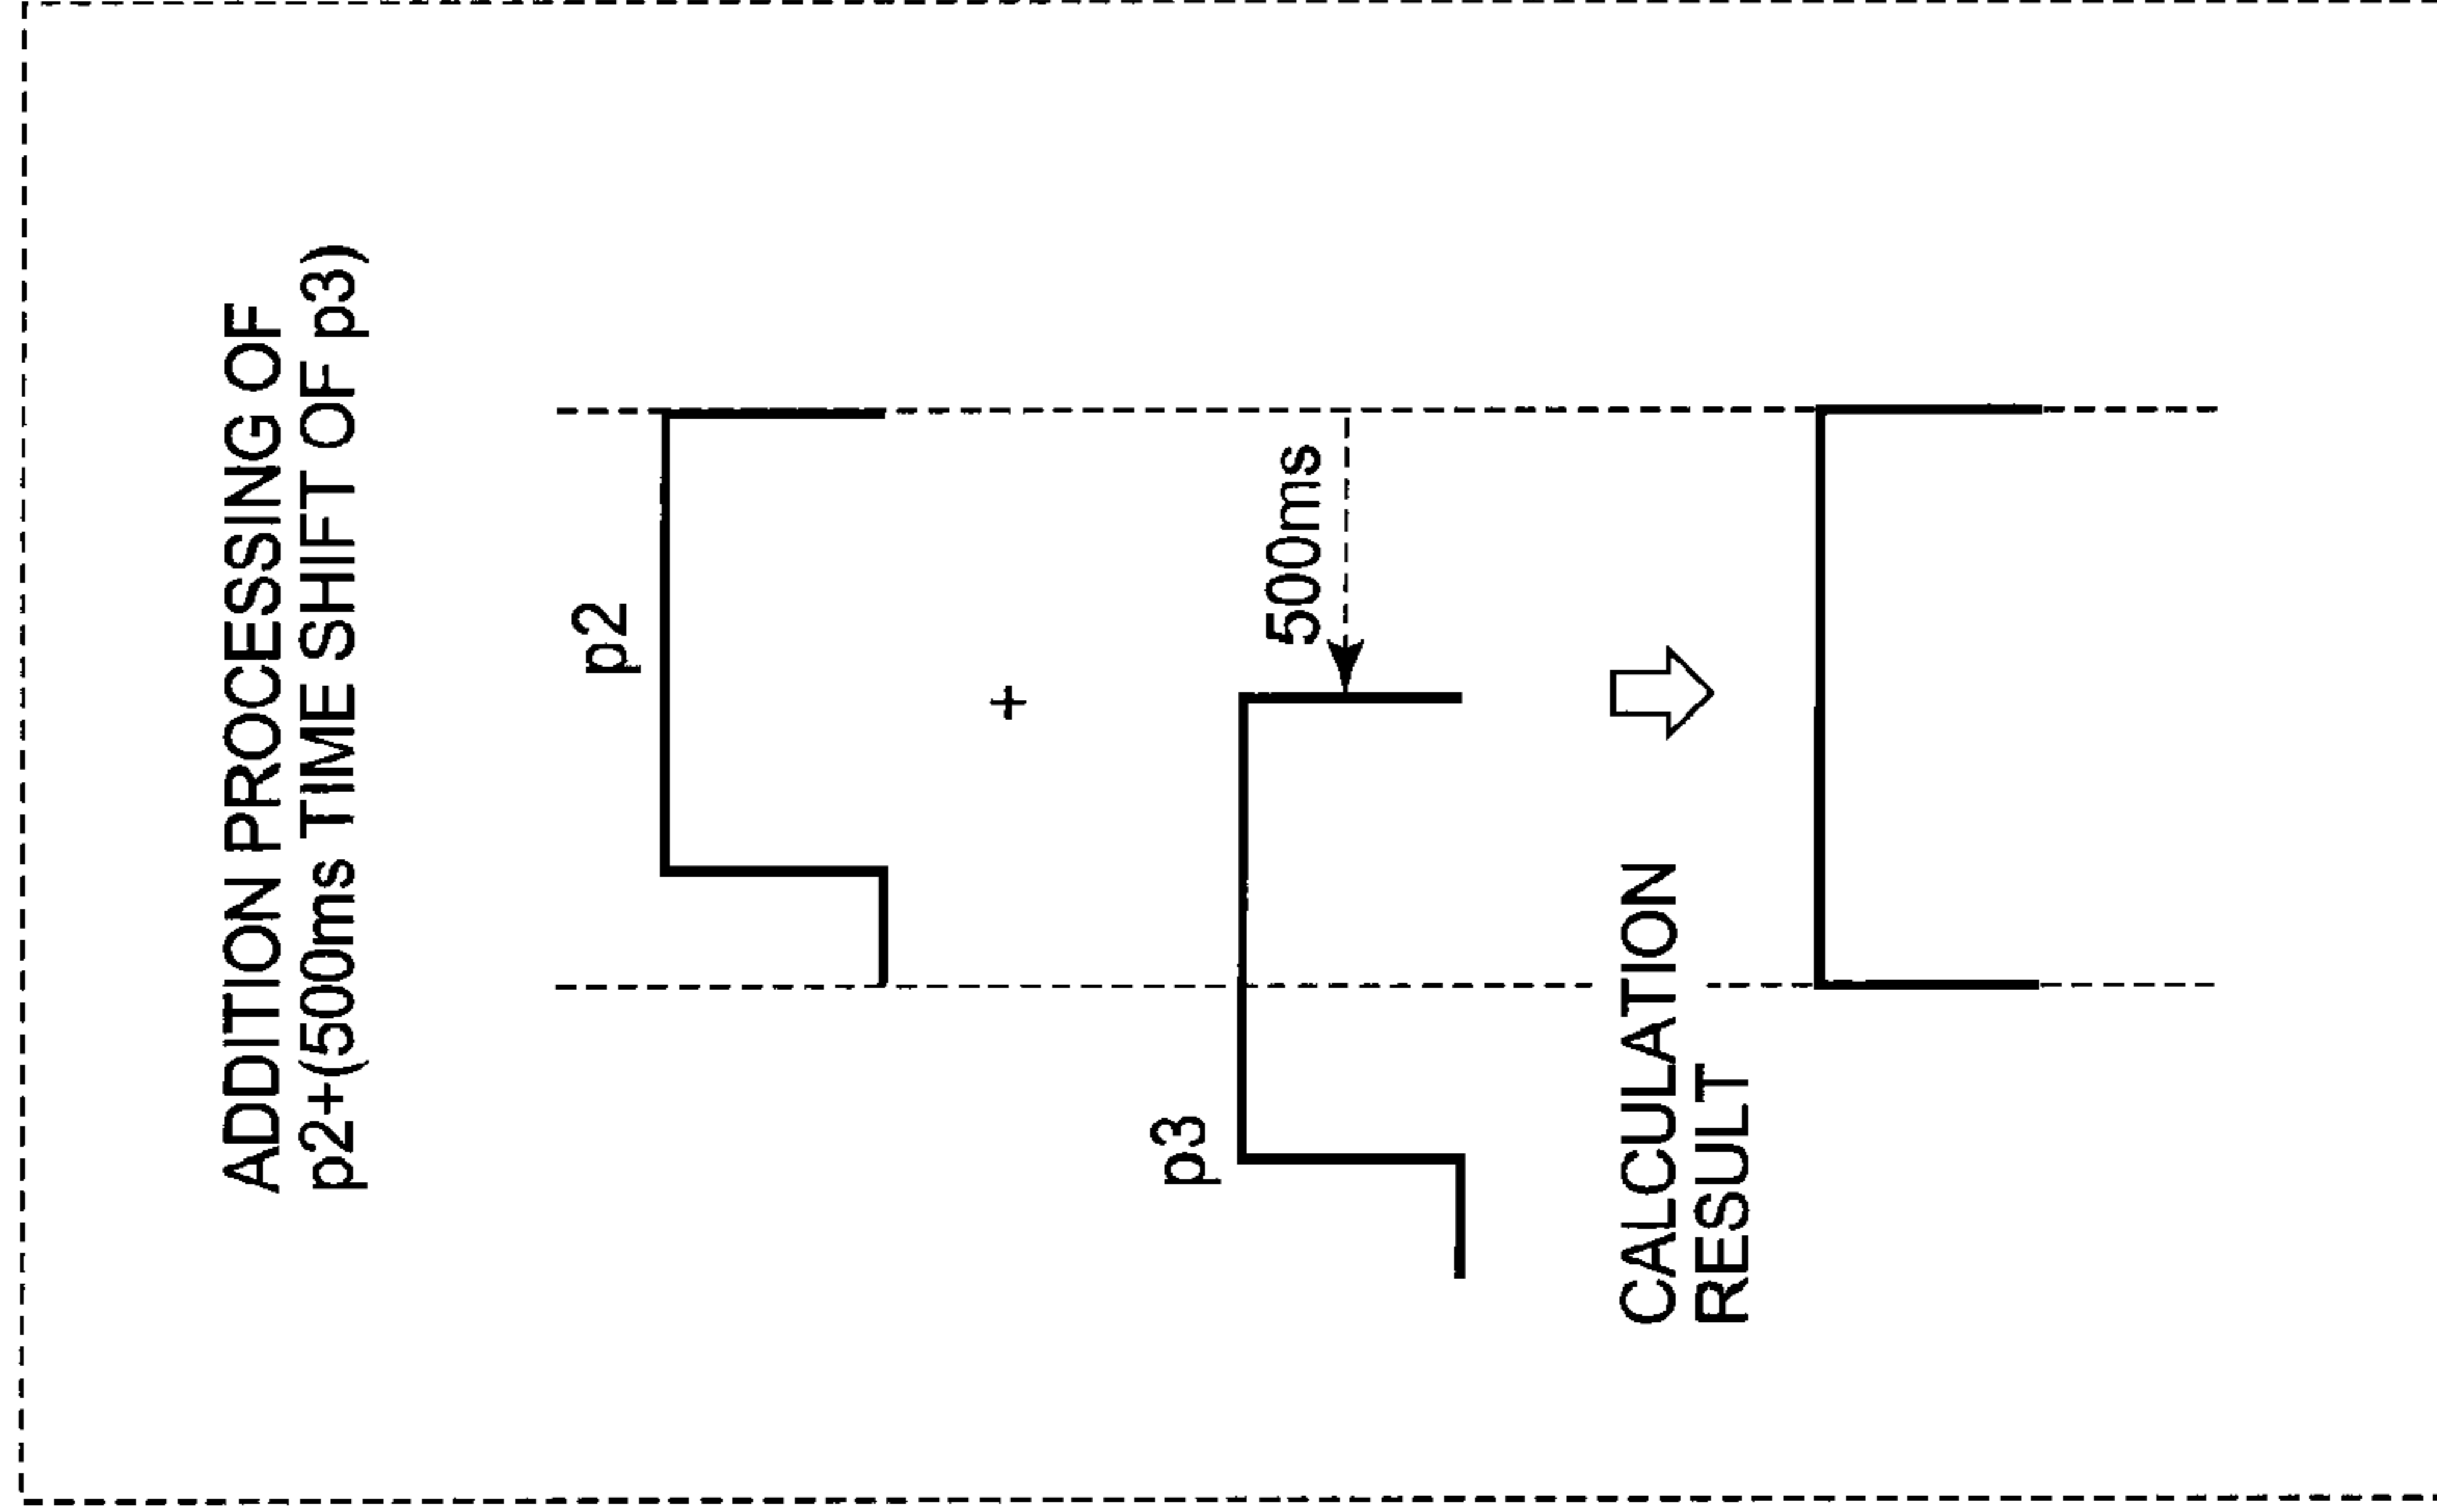 ADDITION PROCESSING OF
p2+(500ms TIME SHIFT OF p3)
p2
+
p3
500ms
CALCULATION
RESULT